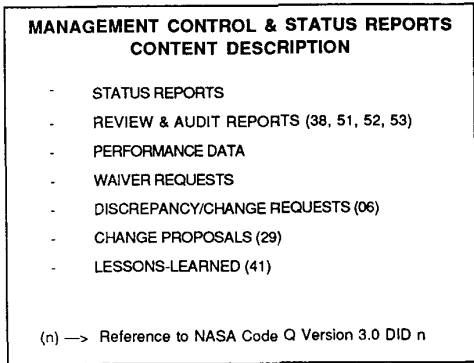 MANAGEMENT CONTROL & STATUS REPORTS
CONTENT DESCRIPTION
- STATUS REPORTS
- REVIEW & AUDIT REPORTS (38, 51, 52, 53)
- PERFORMANCE DATA
- WAIVER REQUESTS
- DISCREPANCY/CHANGE REQUESTS (06)
- CHANGE PROPOSALS (29)
- LESSONS-LEARNED (41)
(n) —> Reference to NASA Code Q Version 3.0 DID n